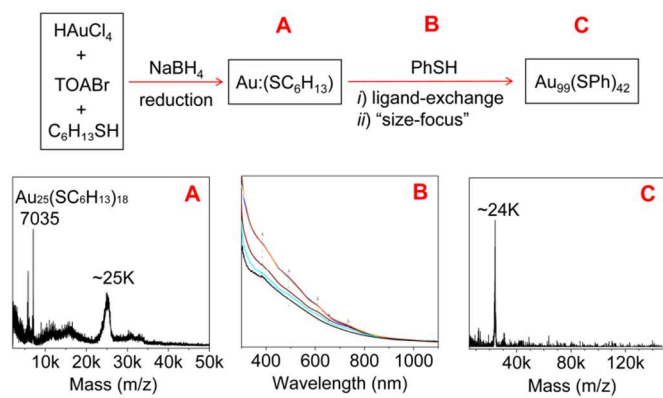 A
B
C
HAuCl₄
+
TOABr
+
C₆H₁₃SH
NaBH₄
reduction
Au:(SC₆H₁₃)
PhSH
i) ligand-exchange
ii) “size-focus”
Au₉₉(SPh)₄₂
A
Au₂₅(SC₆H₁₃)₁₈
7035
~25K
10k 20k 30k 40k 50k
Mass (m/z)
B
400 600 800 1000
Wavelength (nm)
C
~24K
40k 80k 120k
Mass (m/z)